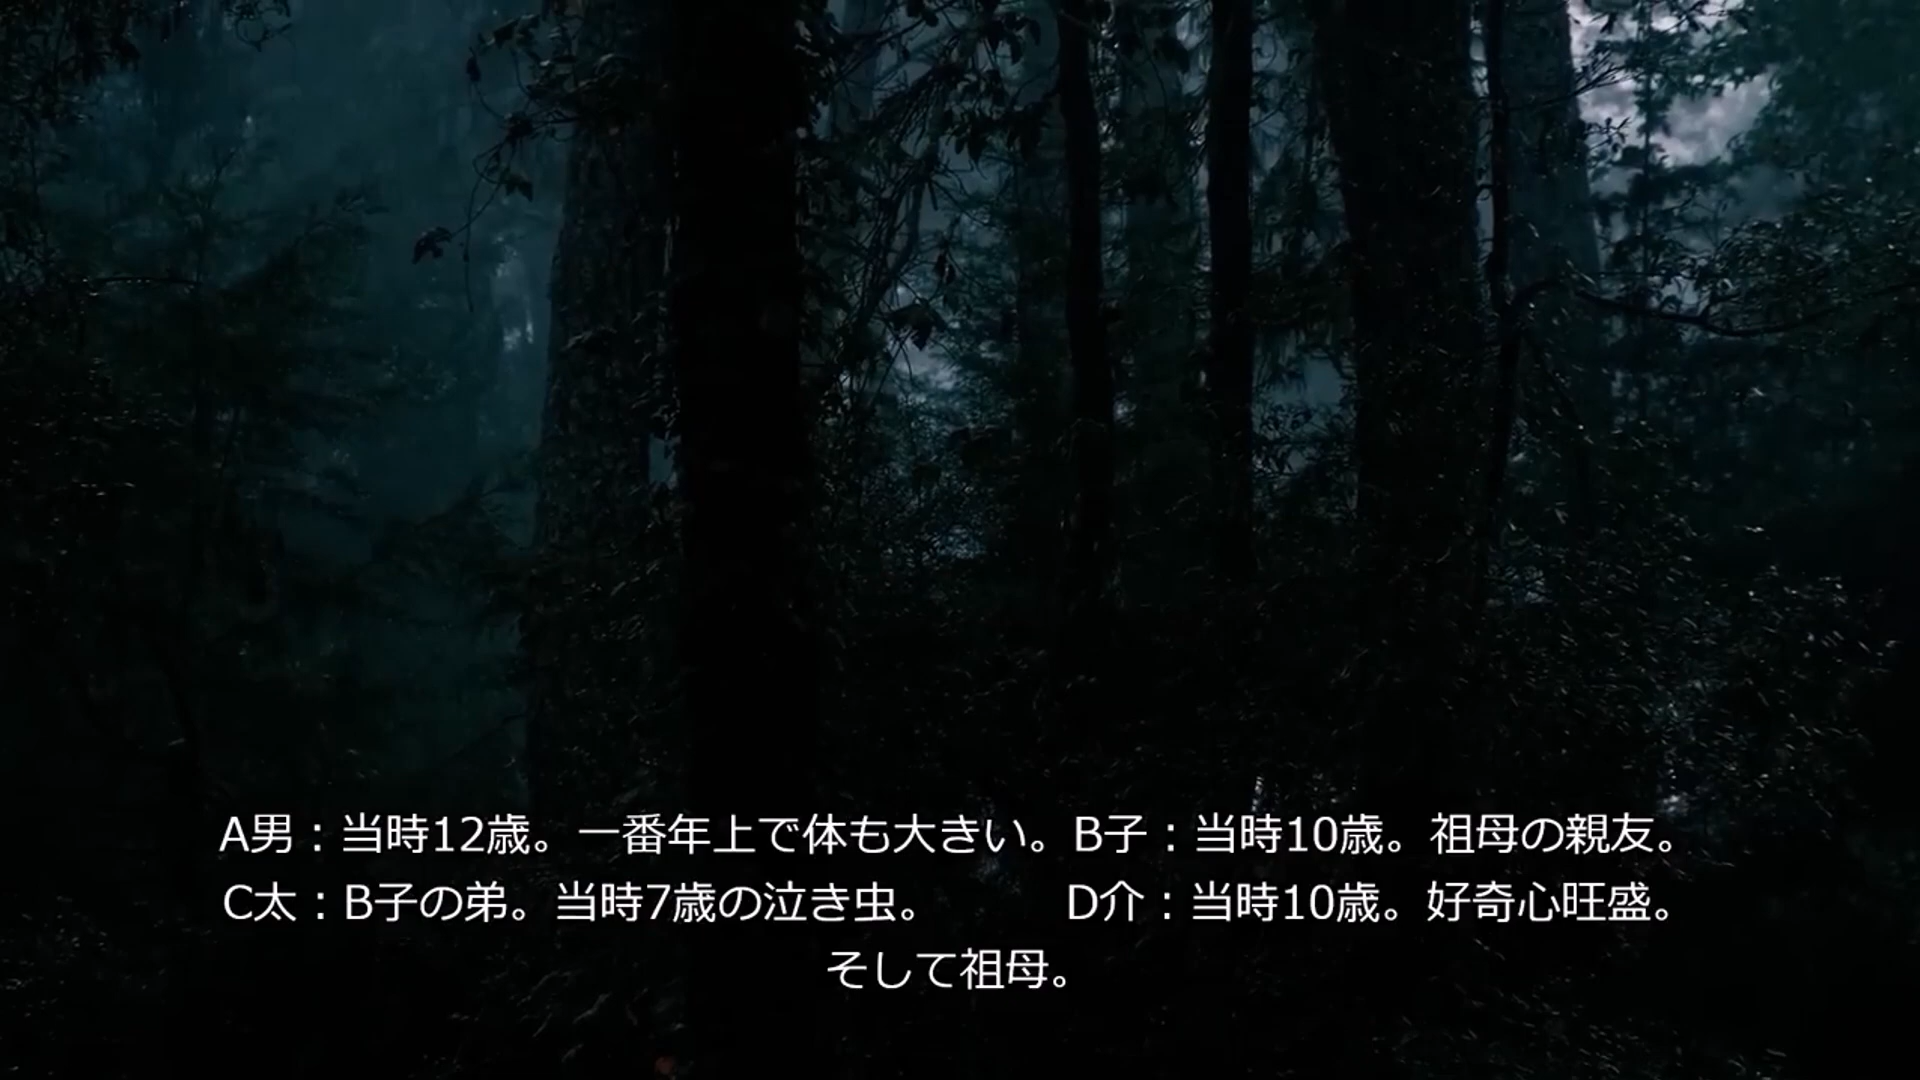 A男：当時12歳。一番年上で体も大きい。B子：当時10歳。祖母の親友。
C太：B子の弟。当時7歳の泣き虫。　　　D介：当時10歳。好奇心旺盛。
そして祖母。